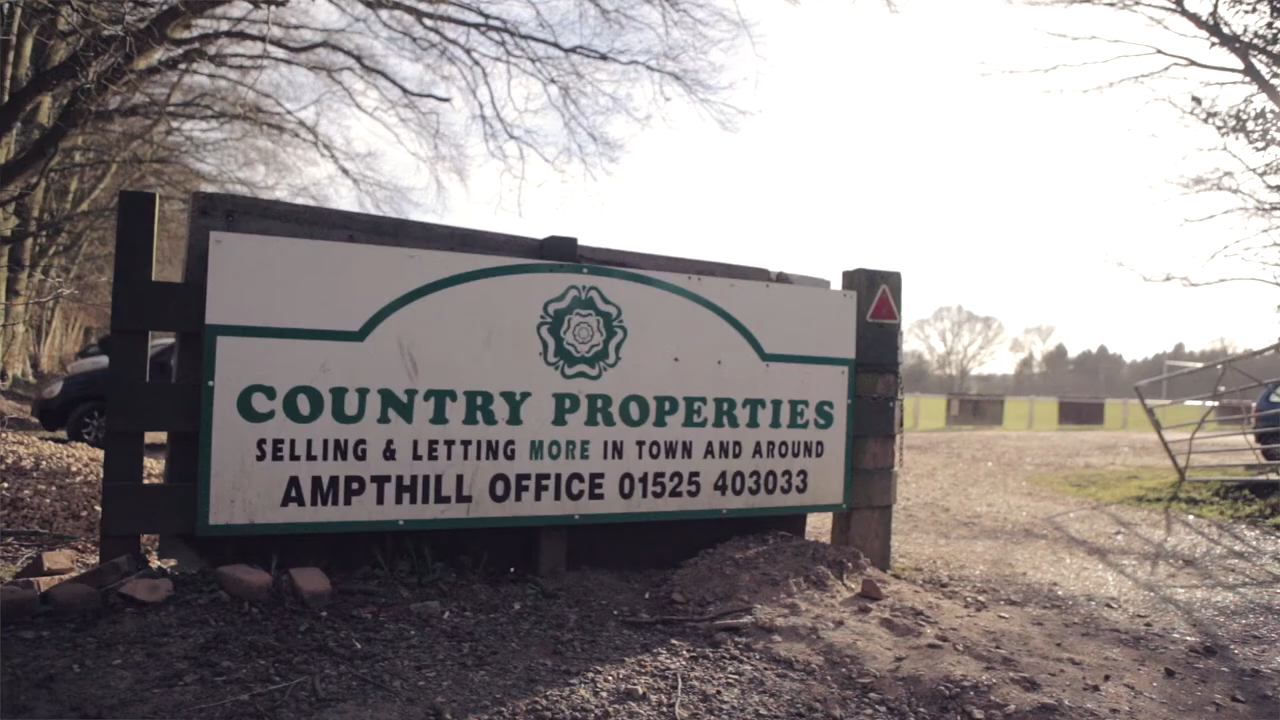 COUNTRY PROPERTIES
SELLING & LETTING MORE IN TOWN AND AROUND
AMPTHILL OFFICE 01525 403033